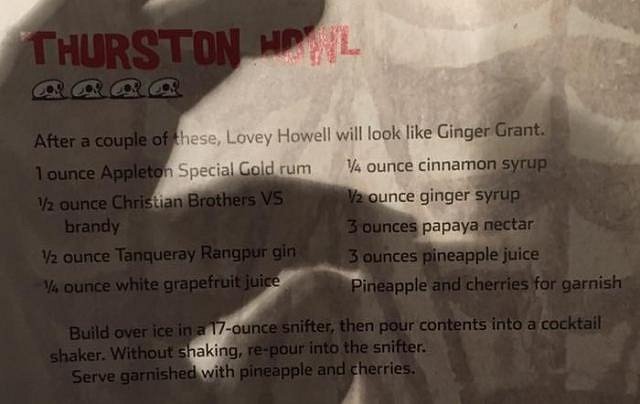 THURSTON HOWL
After a couple of these, Lovey Howell will look like Ginger Grant.
1 ounce Appleton Special Gold rum
½ ounce Christian Brothers VS
brandy
½ ounce Tanqueray Rangpur gin
¼ ounce white grapefruit juice
¼ ounce cinnamon syrup
½ ounce ginger syrup
3 ounces papaya nectar
3 ounces pineapple juice
Pineapple and cherries for garnish
Build over ice in a 17-ounce snifter, then pour contents into a cocktail
shaker. Without shaking, re-pour into the snifter.
Serve garnished with pineapple and cherries.